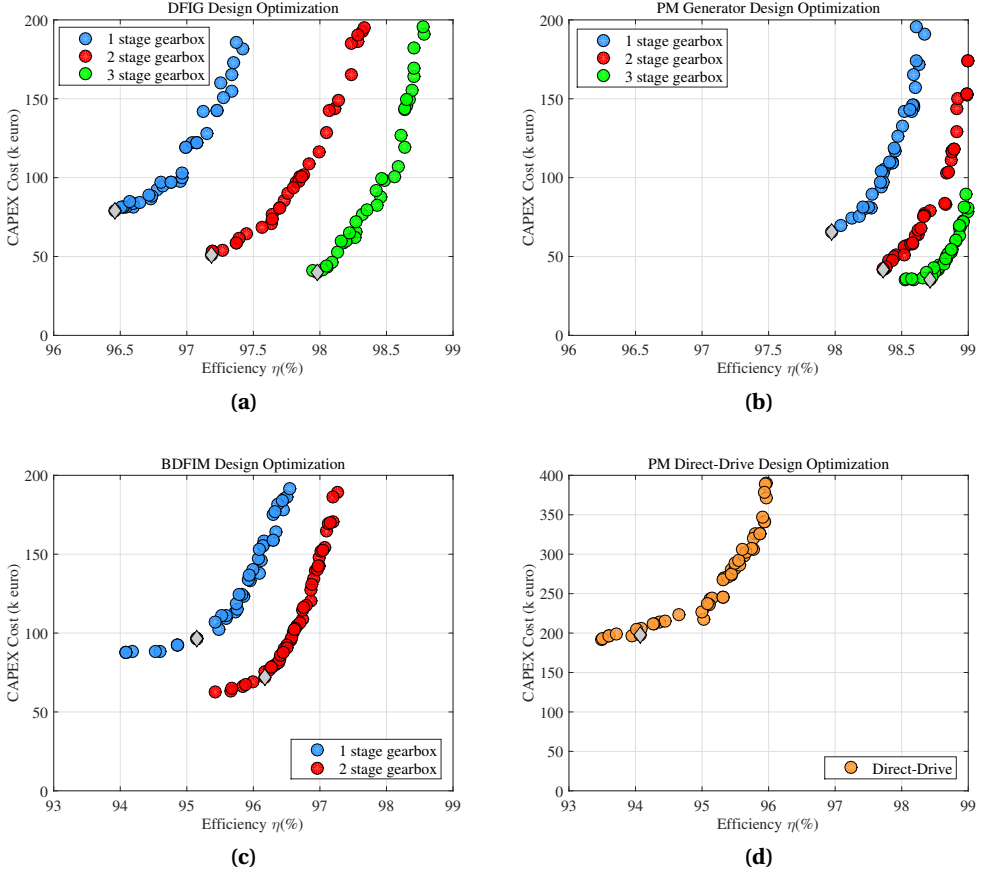 DFIG Design Optimization
CAPEX Cost (k euro)
200
150
100
50
0
1 stage gearbox
2 stage gearbox
3 stage gearbox
96
96.5
97
97.5
98
98.5
99
Efficiency η(%)
(a)
PM Generator Design Optimization
CAPEX Cost (k euro)
200
150
100
50
0
1 stage gearbox
2 stage gearbox
3 stage gearbox
96
96.5
97
97.5
98
98.5
99
Efficiency η(%)
(b)
BDFIM Design Optimization
CAPEX Cost (k euro)
200
150
100
50
0
1 stage gearbox
2 stage gearbox
93
94
95
96
97
98
99
Efficiency η(%)
(c)
PM Direct-Drive Design Optimization
CAPEX Cost (k euro)
400
350
300
250
200
150
100
50
0
Direct-Drive
93
94
95
96
97
98
99
Efficiency η(%)
(d)